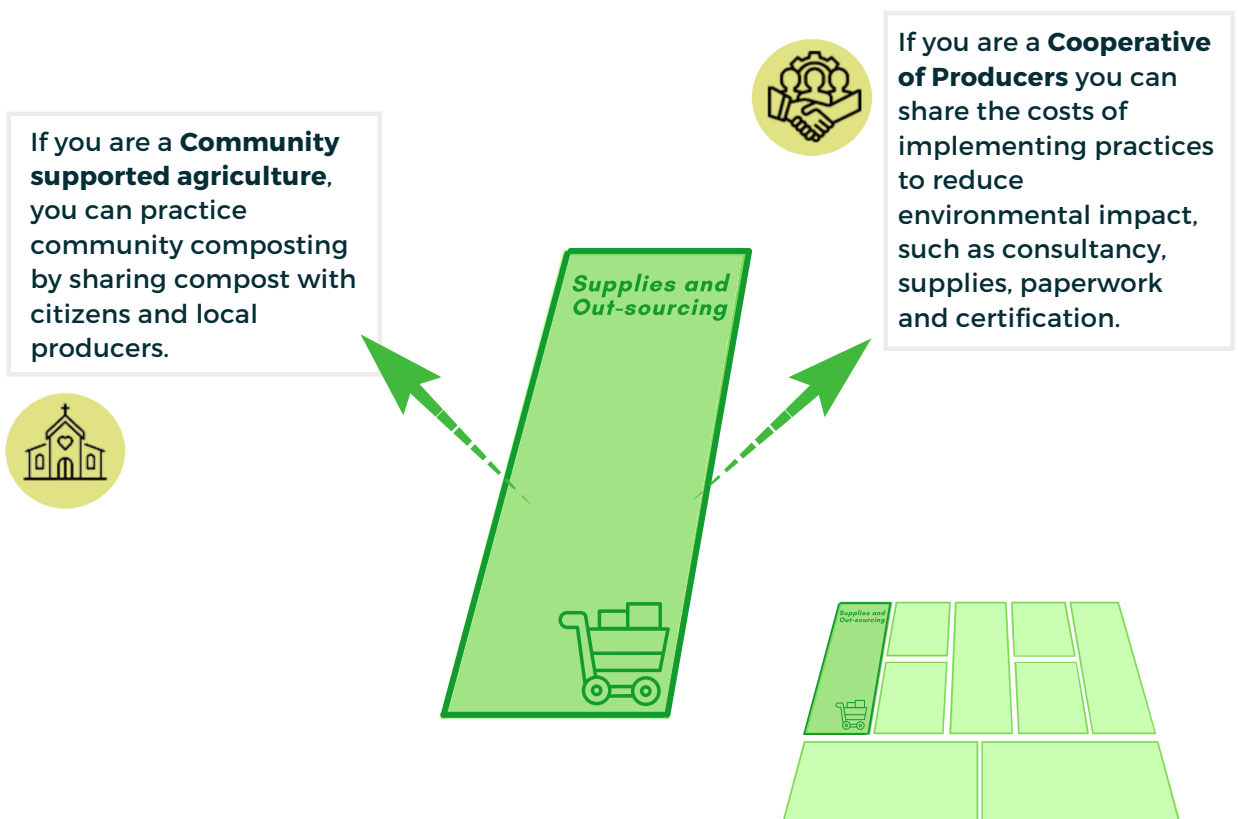 If you are a Community
supported agriculture,
you can practice
community composting
by sharing compost with
citizens and local
producers.
If you are a Cooperative
of Producers you can
share the costs of
implementing practices
to reduce
environmental impact,
such as consultancy,
supplies, paperwork
and certification.
Supplies and
Out-sourcing
Supplies and
Out-sourcing